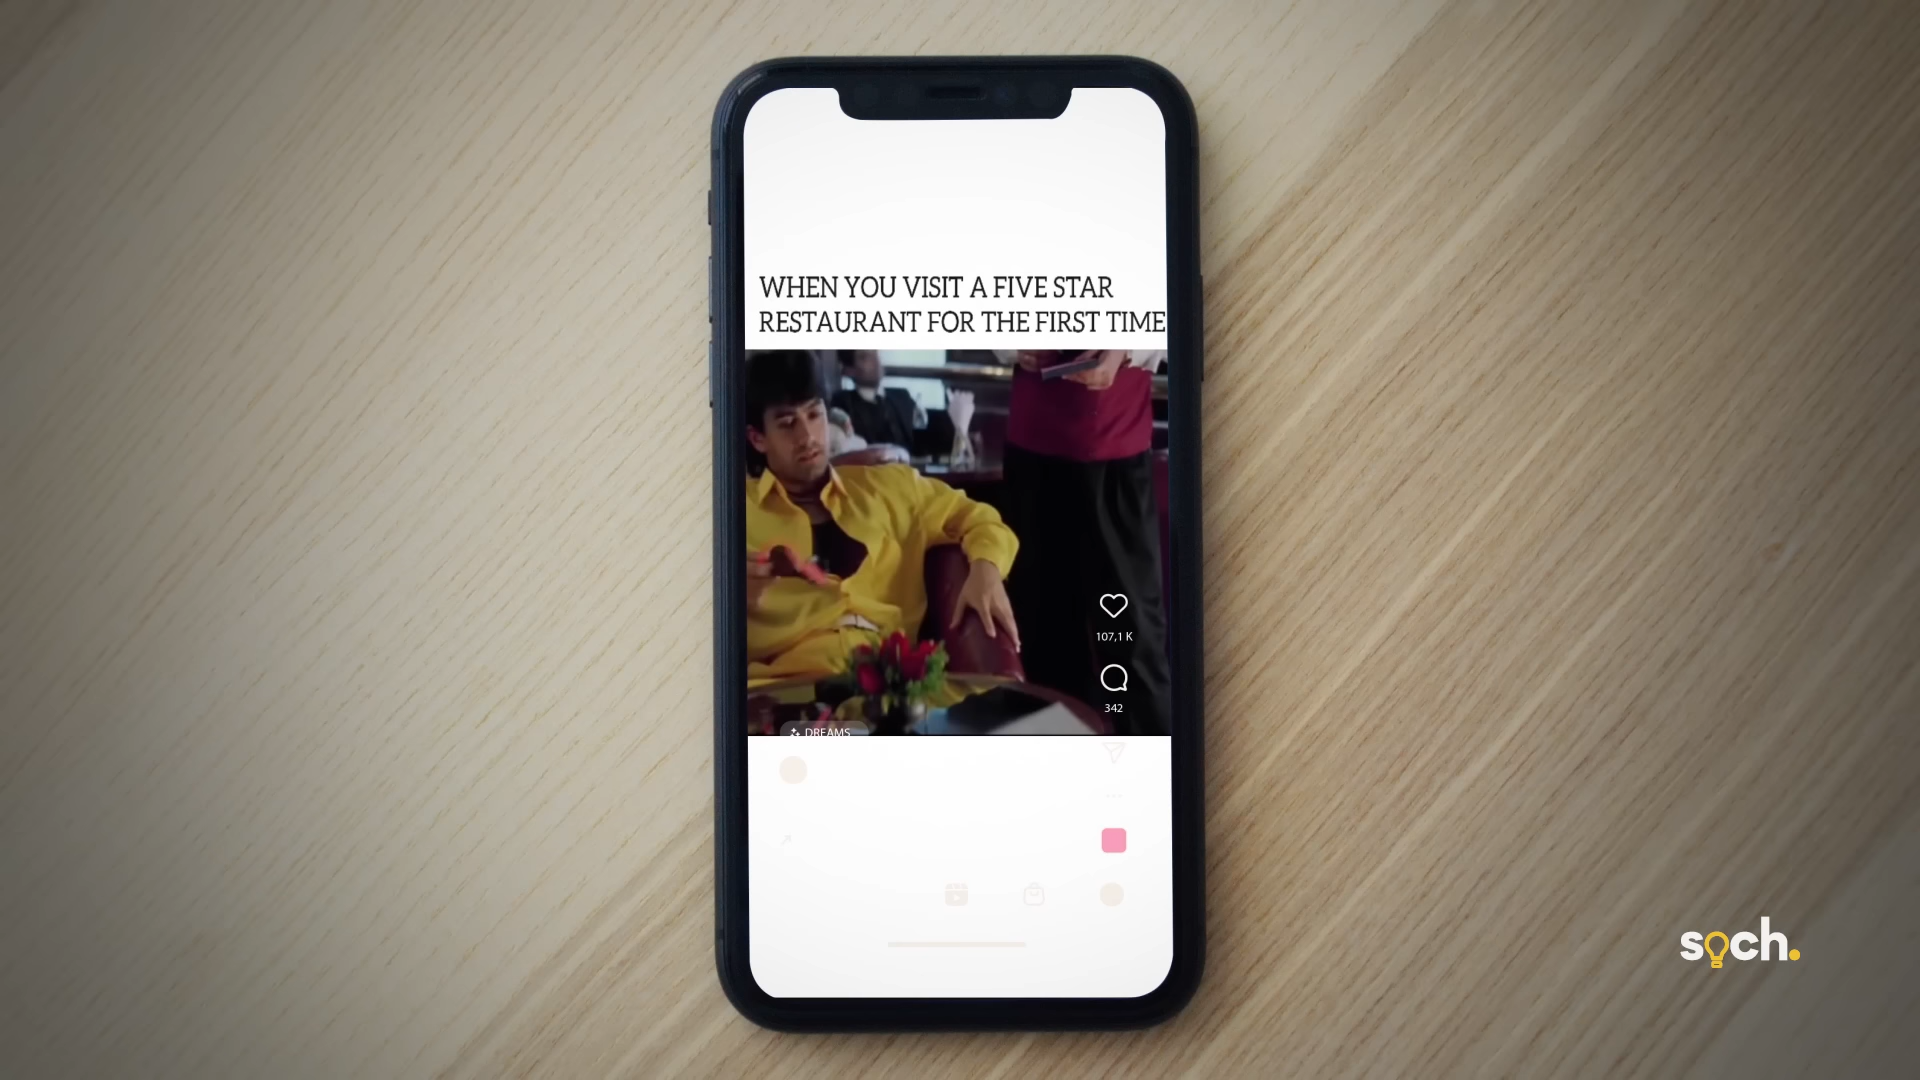 WHEN YOU VISIT A FIVE STAR
RESTAURANT FOR THE FIRST TIME
107,1 K
342
DREAMS
soch.